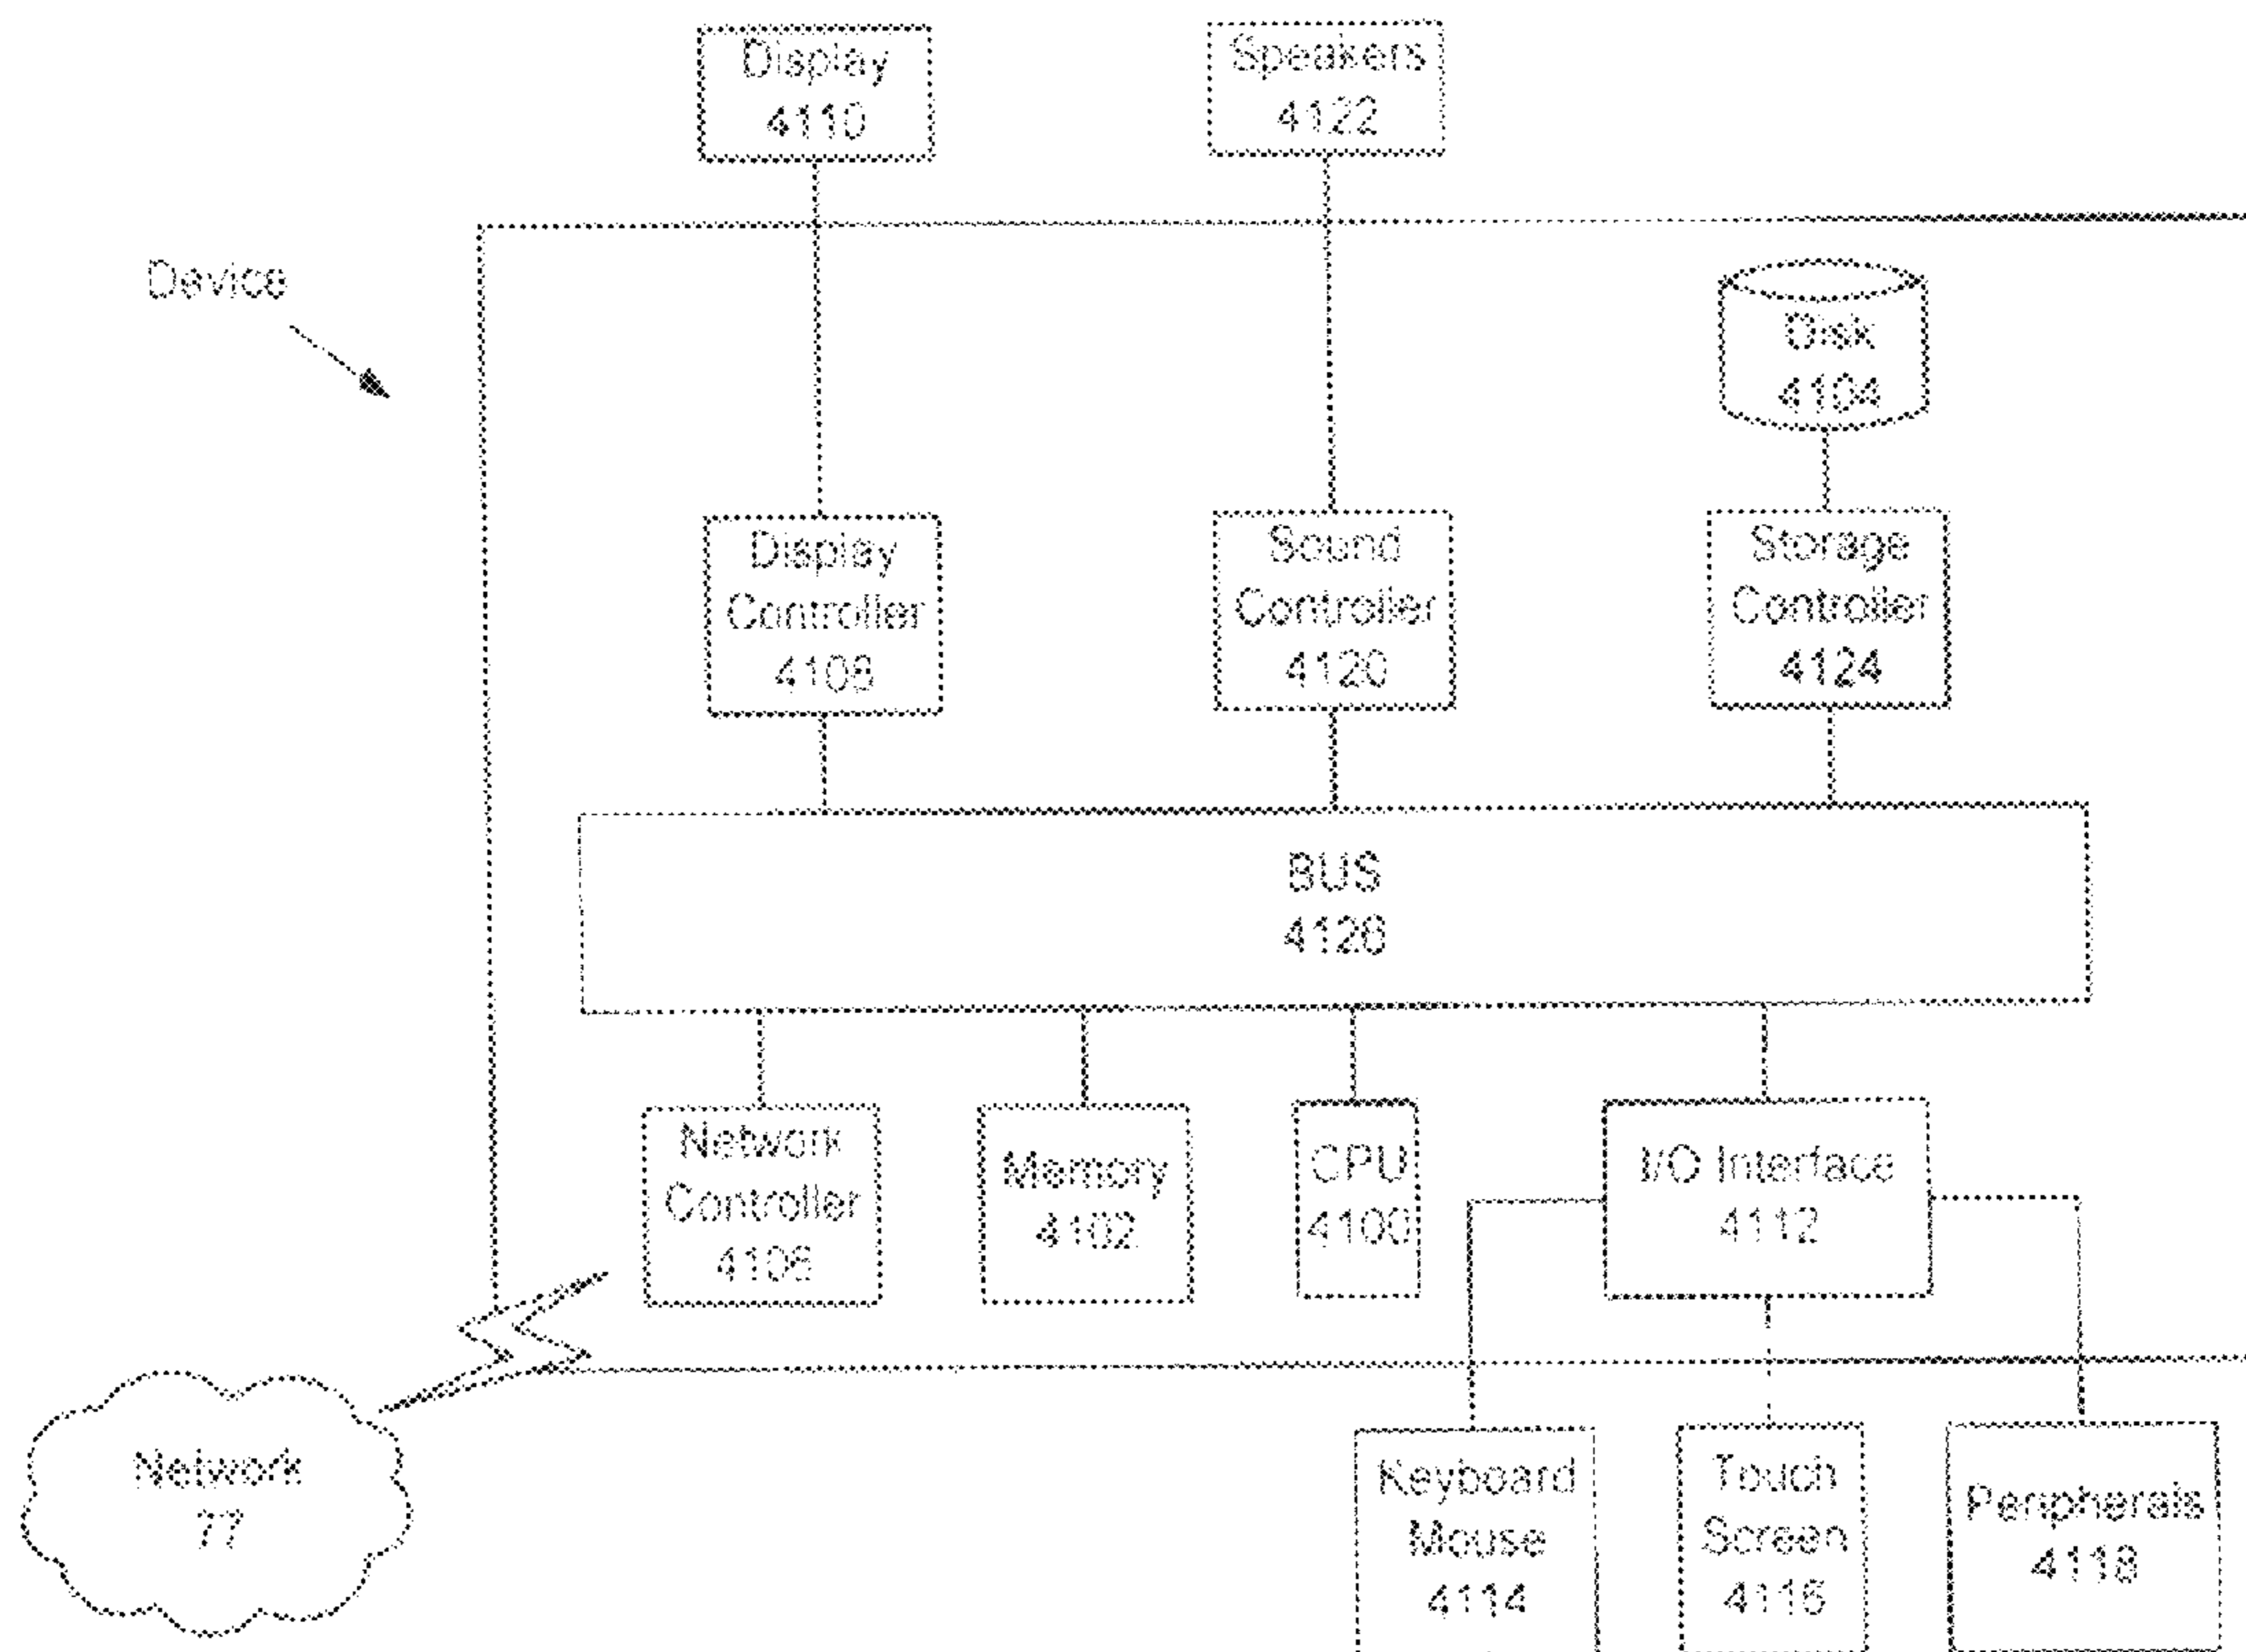 Display
4110
Speakers
4122
Device
Disk
4104
Display
Controller
4108
Sound
Controller
4120
Storage
Controller
4124
BUS
4126
Network
Controller
4106
Memory
4102
CPU
4100
I/O Interface
4112
Network
77
Keyboard
Mouse
4114
Touch
Screen
4116
Peripherals
4118